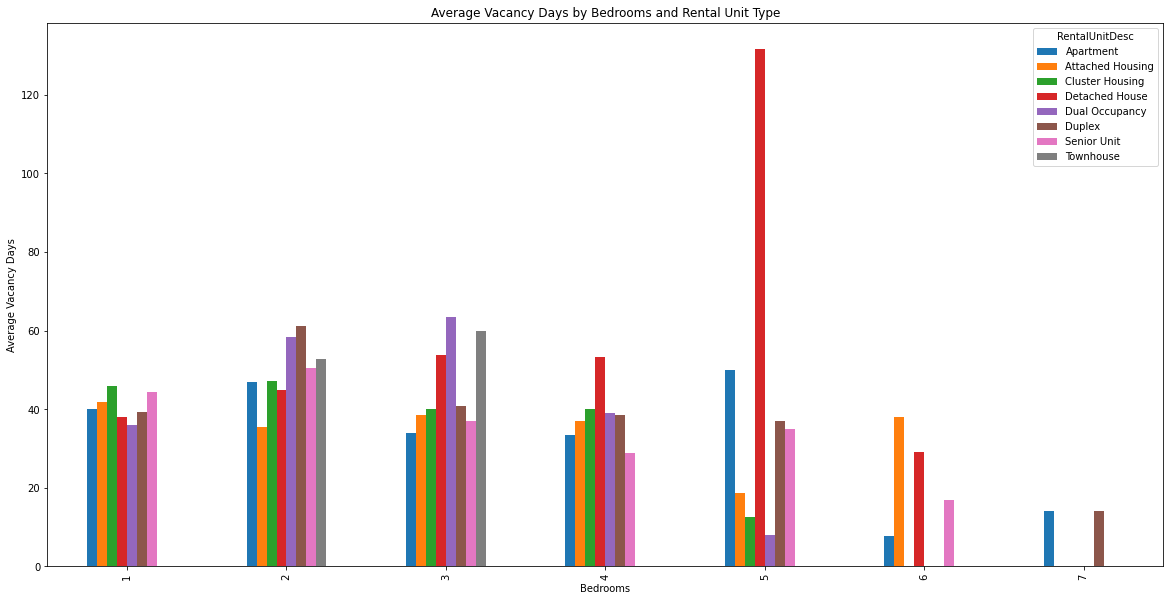 Average Vacancy Days by Bedrooms and Rental Unit Type
RentalUnitDesc
Apartment
Attached Housing
Cluster Housing
Detached House
Dual Occupancy
Duplex
Senior Unit
Townhouse
Average Vacancy Days
120
100
80
60
40
20
0
1
2
3
4
5
6
7
Bedrooms